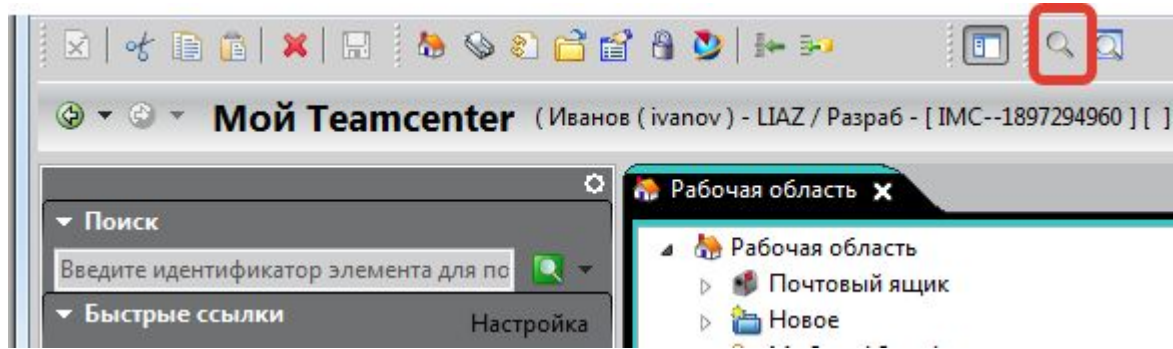 Мой Teamcenter ( Иванов ( ivanov ) - LIAZ / Разраб - [ IMC--1897294960 ] [ ]
Рабочая область
Поиск
Введите идентификатор элемента для по
Быстрые ссылки
Настройка
Рабочая область
Почтовый ящик
Новое